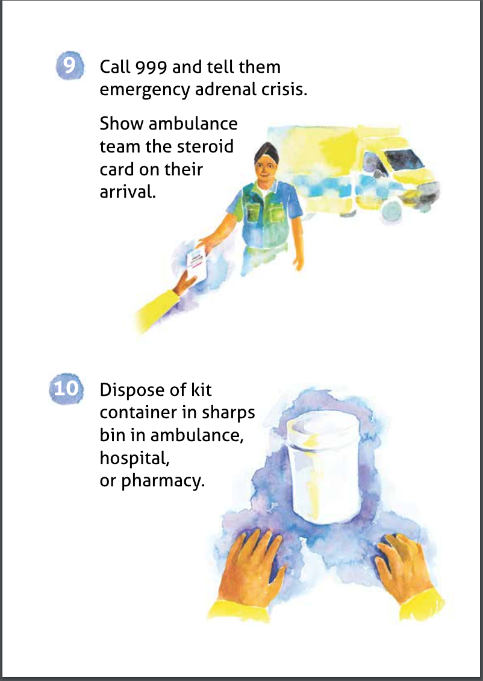 9
Call 999 and tell them
emergency adrenal crisis.
Show ambulance
team the steroid
card on their
arrival.
10
Dispose of kit
container in sharps
bin in ambulance,
hospital,
or pharmacy.